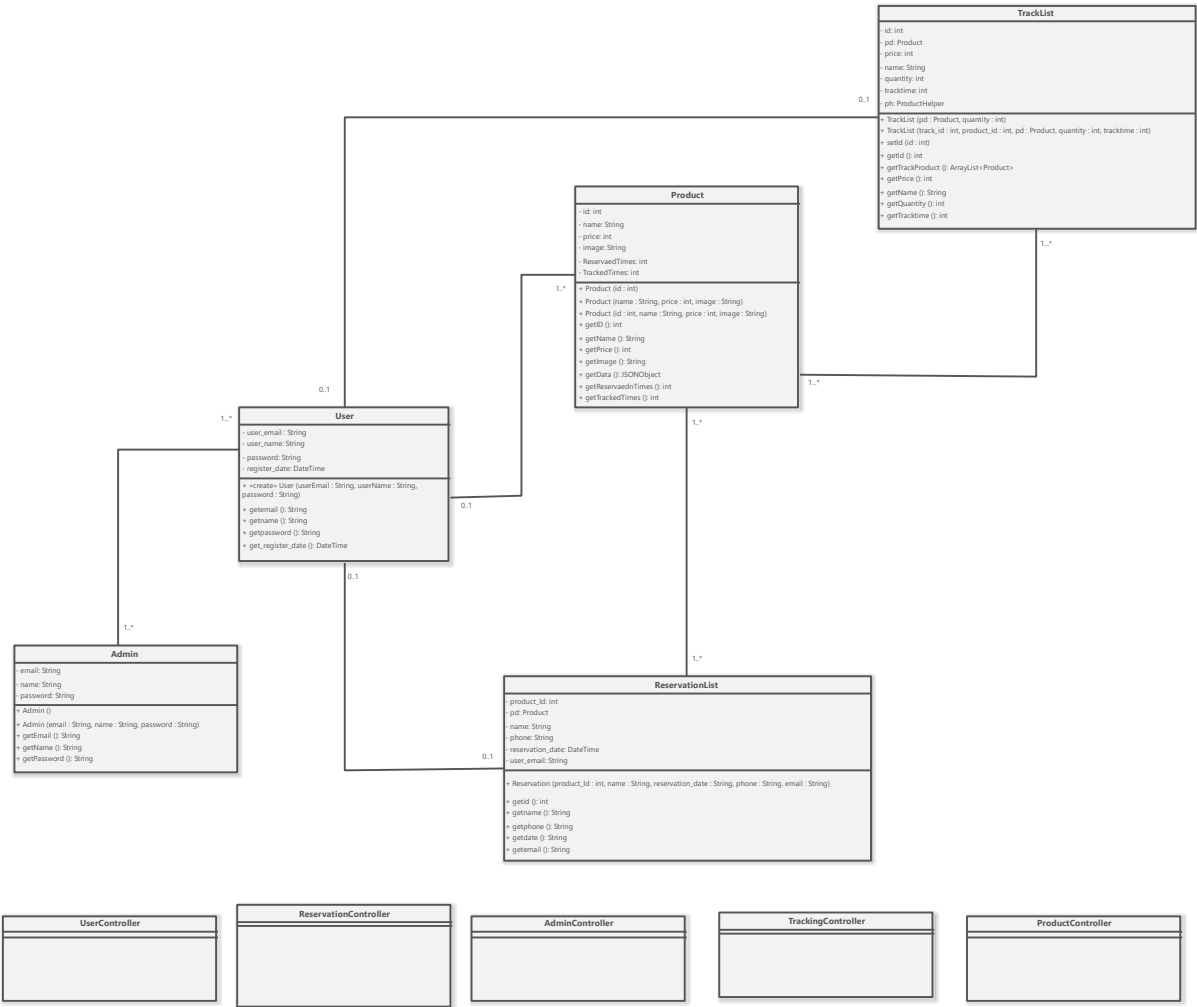 TrackList
- id: int
- pd: Product
- price: int
- name: String
- quantity: int
- tracktime: int
- ph: ProductHelper
+ TrackList (pd : Product, quantity : int)
+ TrackList (track_id : int, product_id : int, pd : Product, quantity : int, tracktime : int)
+ setId (id : int)
+ getId (): int
+ getTrackProduct (): ArrayList<Product>
+ getPrice (): int
+ getName (): String
+ getQuantity (): int
+ getTracktime (): int
0..1
1..*
Product
- id: int
- name: String
- price: int
- image: String
- ReservaedTimes: int
- TrackedTimes: int
+ Product (id : int)
+ Product (name : String, price : int, image : String)
+ Product (id : int, name : String, price : int, image : String)
+ getID (): int
+ getName (): String
+ getPrice (): int
+ getImage (): String
+ getData (): JSONObject
+ getReservaednTimes (): int
+ getTrackedTimes (): int
1..*
1..*
1..*
0..1
1..*
User
- user_email : String
- user_name: String
- password: String
- register_date: DateTime
+ «create» User (userEmail : String, userName : String,
password : String)
+ getemail (): String
+ getname (): String
+ getpassword (): String
+ get_register_date (): DateTime
0..1
0..1
1..*
Admin
- email: String
- name: String
- password: String
+ Admin ()
+ Admin (email : String, name : String, password : String)
+ getEmail (): String
+ getName (): String
+ getPassword (): String
1..*
0..1
ReservationList
- product_Id: int
- pd: Product
- name: String
- phone: String
- reservation_date: DateTime
- user_email: String
+ Reservation (product_Id : int, name : String, reservation_date : String, phone : String, email : String)
+ getid (): int
+ getname (): String
+ getphone (): String
+ getdate (): String
+ getemail (): String
UserController
ReservationController
AdminController
TrackingController
ProductController